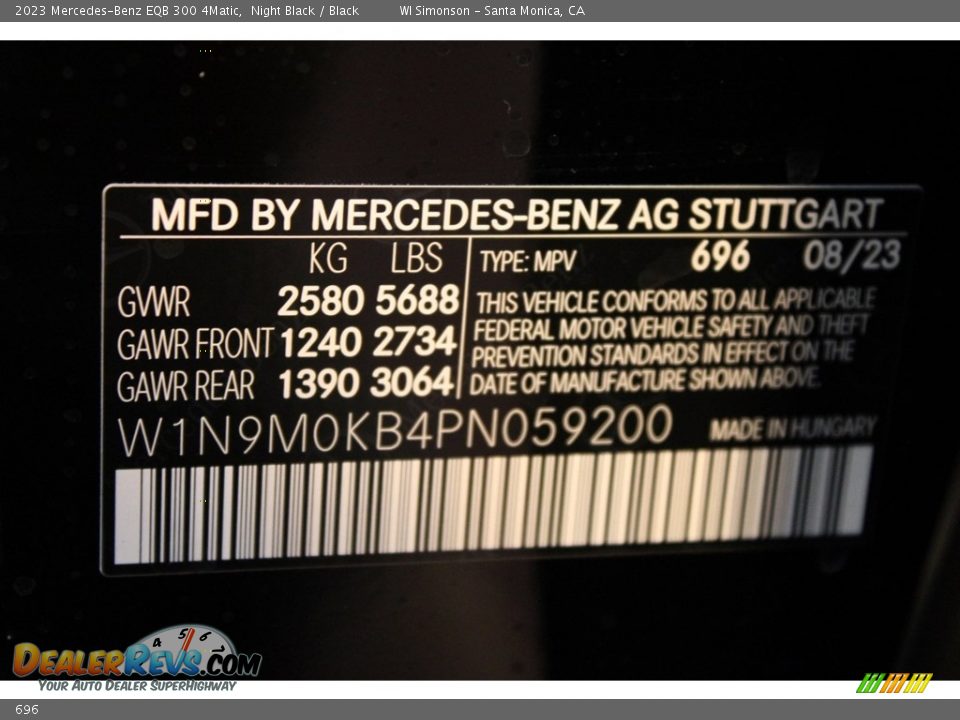 2023 Mercedes-Benz EQB 300 4Matic,  Night Black / Black     WI Simonson - Santa Monica, CA
MFD BY MERCEDES-BENZ AG STUTTGART
KG LBS
TYPE: MPV 696 08/23
GVWR 2580 5688
GAWR FRONT 1240 2734
GAWR REAR 1390 3064
THIS VEHICLE CONFORMS TO ALL APPLICABLE
FEDERAL MOTOR VEHICLE SAFETY AND THEFT
PREVENTION STANDARDS IN EFFECT ON THE
DATE OF MANUFACTURE SHOWN ABOVE.
W1N9M0KB4PN059200 MADE IN HUNGARY
4 5 6
DEALERREVS.COM
YOUR AUTO DEALER SUPERHIGHWAY
696